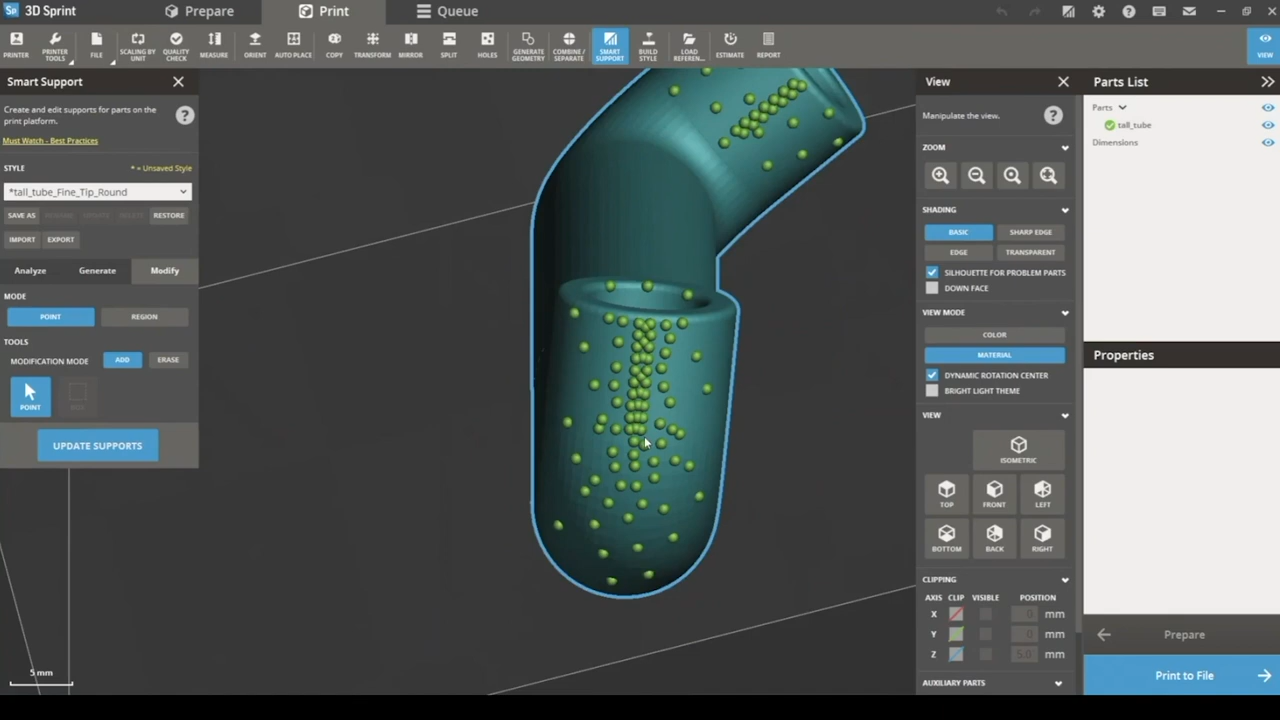 Sp 3D Sprint
Prepare
Print
Queue
PRINTER
PRINTER TOOLS
FILE
SCALING BY UNIT
QUALITY CHECK
MEASURE
ORIENT
AUTO PLACE
COPY
TRANSFORM
MIRROR
SPLIT
HOLES
GENERATE GEOMETRY
COMBINE / SEPARATE
SMART SUPPORT
BUILD STYLE
LOAD REFEREN...
ESTIMATE
REPORT
VIEW
Smart Support
Create and edit supports for parts on the
print platform.
Must Watch - Best Practices
STYLE
* = Unsaved Style
*tall_tube_Fine_Tip_Round
SAVE AS
RESTORE
IMPORT
EXPORT
Analyze
Generate
Modify
MODE
POINT
REGION
TOOLS
MODIFICATION MODE
ADD
ERASE
POINT
UPDATE SUPPORTS
5 mm
View
Manipulate the view.
ZOOM
SHADING
BASIC
SHARP EDGE
EDGE
TRANSPARENT
SILHOUETTE FOR PROBLEM PARTS
DOWN FACE
VIEW MODE
COLOR
MATERIAL
DYNAMIC ROTATION CENTER
BRIGHT LIGHT THEME
VIEW
ISOMETRIC
TOP
FRONT
LEFT
BOTTOM
BACK
RIGHT
CLIPPING
AXIS CLIP VISIBLE POSITION
X 0 mm
Y 0 mm
Z 5.0 mm
AUXILIARY PARTS
Parts List
Parts
tall_tube
Dimensions
Properties
Prepare
Print to File